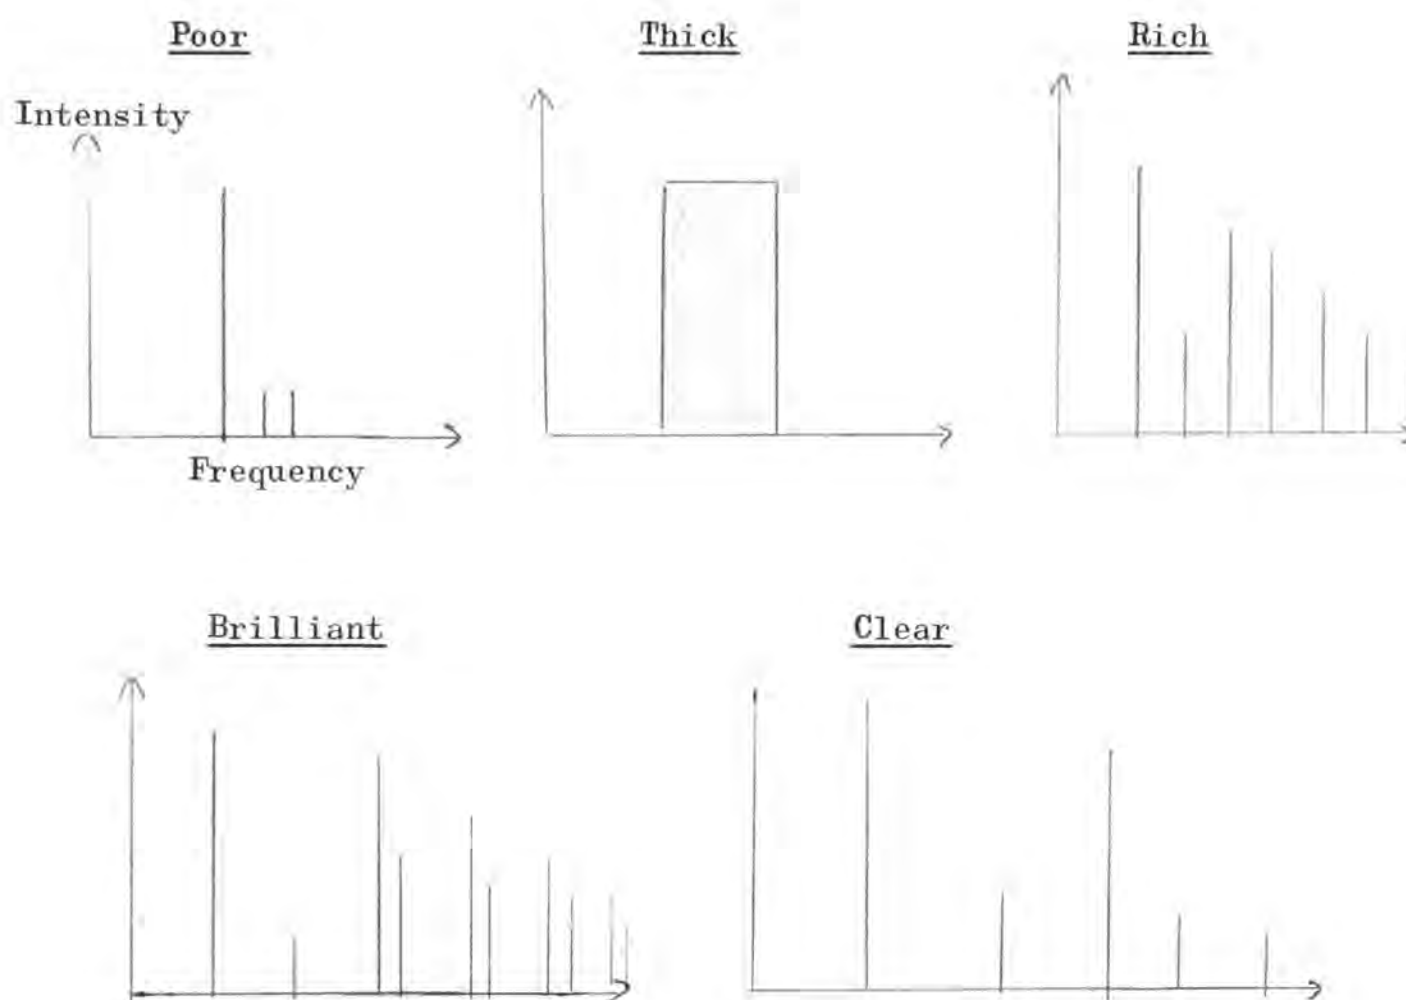 Poor
Thick
Rich
Intensity
Frequency
Brilliant
Clear